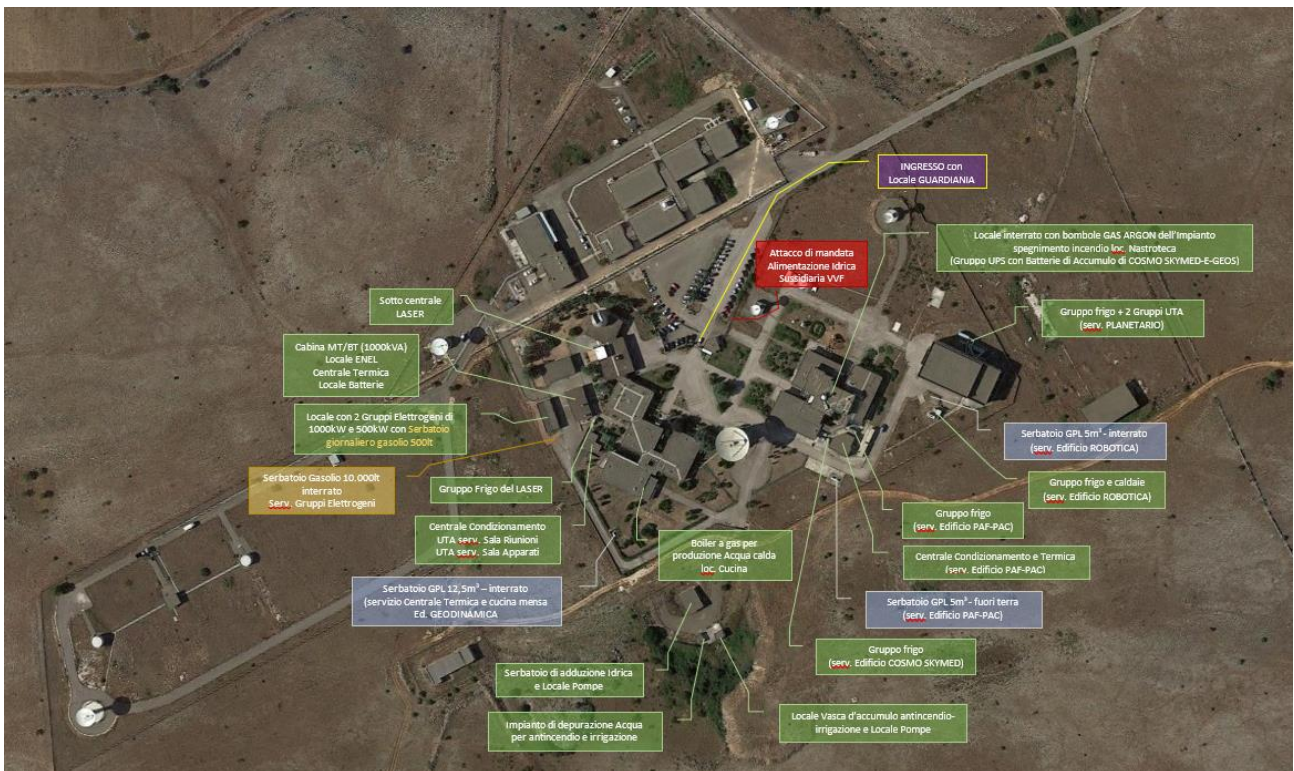 INGRESSO con
Locale GUARDIANIA
Locale interrato con bombole GAS ARGON dell'Impianto
spegnimento incendio loc. Nastroteca
(Gruppo UPS con Batterie di Accumulo di COSMO SKYMED-E-GEOS)
Attacco di mandata
Alimentazione Idrica
Sussidiaria VVF
Sotto centrale
LASER
Gruppo frigo + 2 Gruppi UTA
(serv. PLANETARIO)
Cabina MT/BT (1000kVA)
Locale ENEL
Centrale Termica
Locale Batterie
Locale con 2 Gruppi Elettrogeni di
1000kW e 500kW con Serbatoio
giornaliero gasolio 500lt
Serbatoio GPL 5m³ - interrato
(serv. Edificio ROBOTICA)
Serbatoio Gasolio 10.000lt
interrato
Serv. Gruppi Elettrogeni
Gruppo Frigo del LASER
Gruppo frigo e caldaie
(serv. Edificio ROBOTICA)
Gruppo frigo
(serv. Edificio PAF-PAC)
Centrale Condizionamento
UTA serv. Sala Riunioni
UTA serv. Sala Apparati
Boiler a gas per
produzione Acqua calda
loc. Cucina
Centrale Condizionamento e Termica
(serv. Edificio PAF-PAC)
Serbatoio GPL 12,5m³ – interrato
(servizio Centrale Termica e cucina mensa
Ed. GEODINAMICA
Serbatoio GPL 5m³ - fuori terra
(serv. Edificio PAF-PAC)
Gruppo frigo
(serv. Edificio COSMO SKYMED)
Serbatoio di adduzione Idrica
e Locale Pompe
Impianto di depurazione Acqua
per antincendio e irrigazione
Locale Vasca d'accumulo antincendio-
irrigazione e Locale Pompe